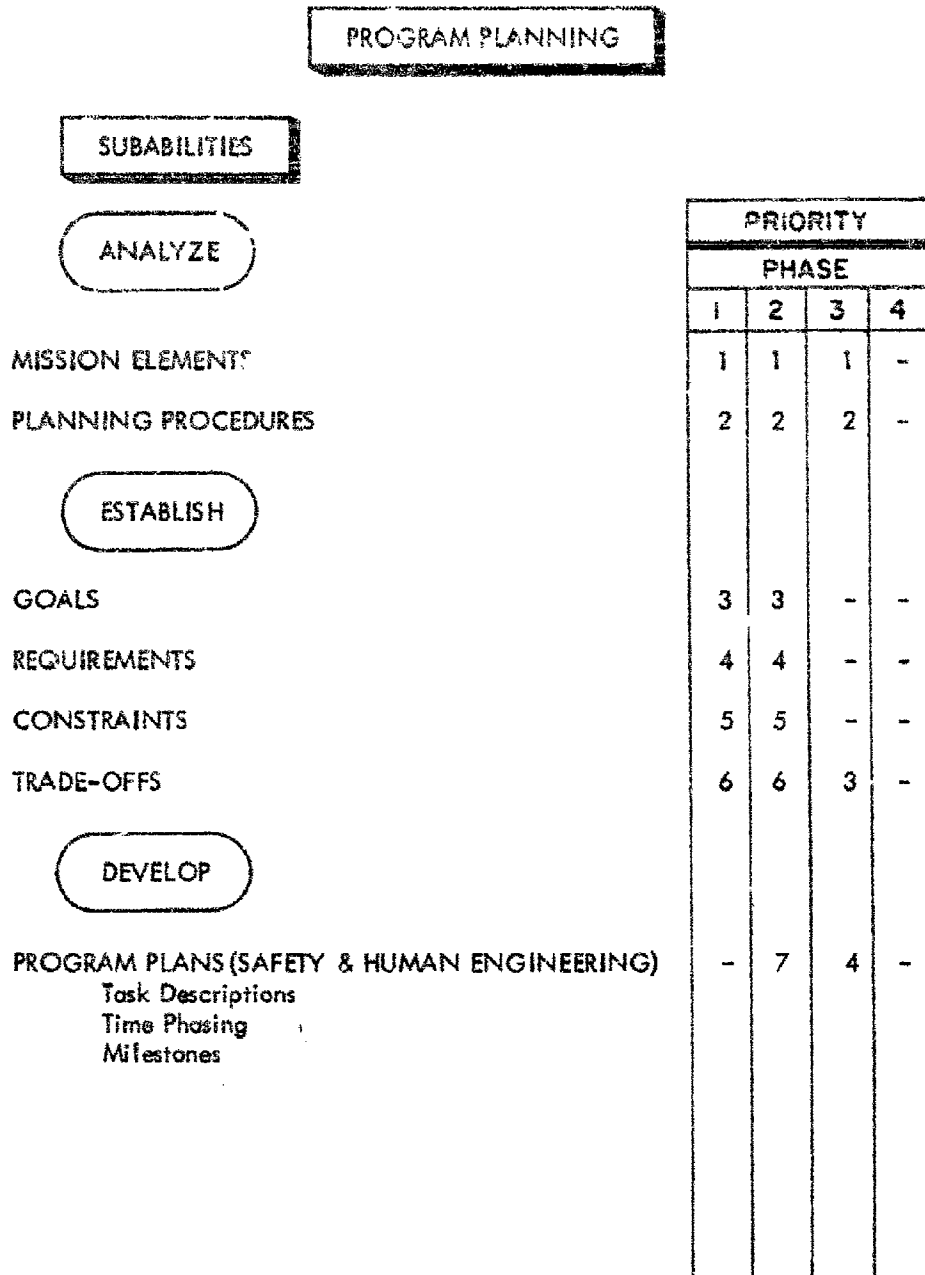 PROGRAM PLANNING
SUBABILITIES
ANALYZE
PRIORITY
PHASE
1 2 3 4
MISSION ELEMENTS 1 1 1 -
PLANNING PROCEDURES 2 2 2 -
ESTABLISH
GOALS 3 3 - -
REQUIREMENTS 4 4 - -
CONSTRAINTS 5 5 - -
TRADE-OFFS 6 6 3 -
DEVELOP
PROGRAM PLANS (SAFETY & HUMAN ENGINEERING) - 7 4 -
Task Descriptions
Time Phasing
Milestones